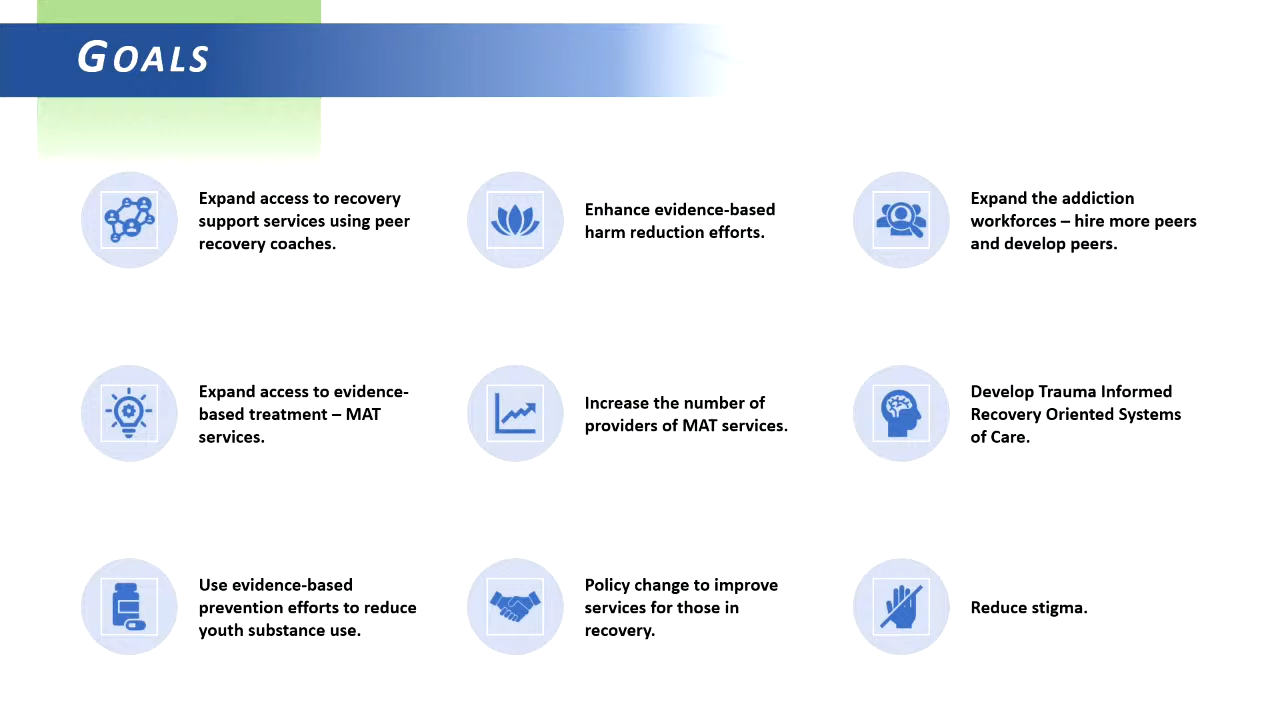 GOALS
Expand access to recovery
support services using peer
recovery coaches.
Enhance evidence-based
harm reduction efforts.
Expand the addiction
workforces – hire more peers
and develop peers.
Expand access to evidence-
based treatment – MAT
services.
Increase the number of
providers of MAT services.
Develop Trauma Informed
Recovery Oriented Systems
of Care.
Use evidence-based
prevention efforts to reduce
youth substance use.
Policy change to improve
services for those in
recovery.
Reduce stigma.